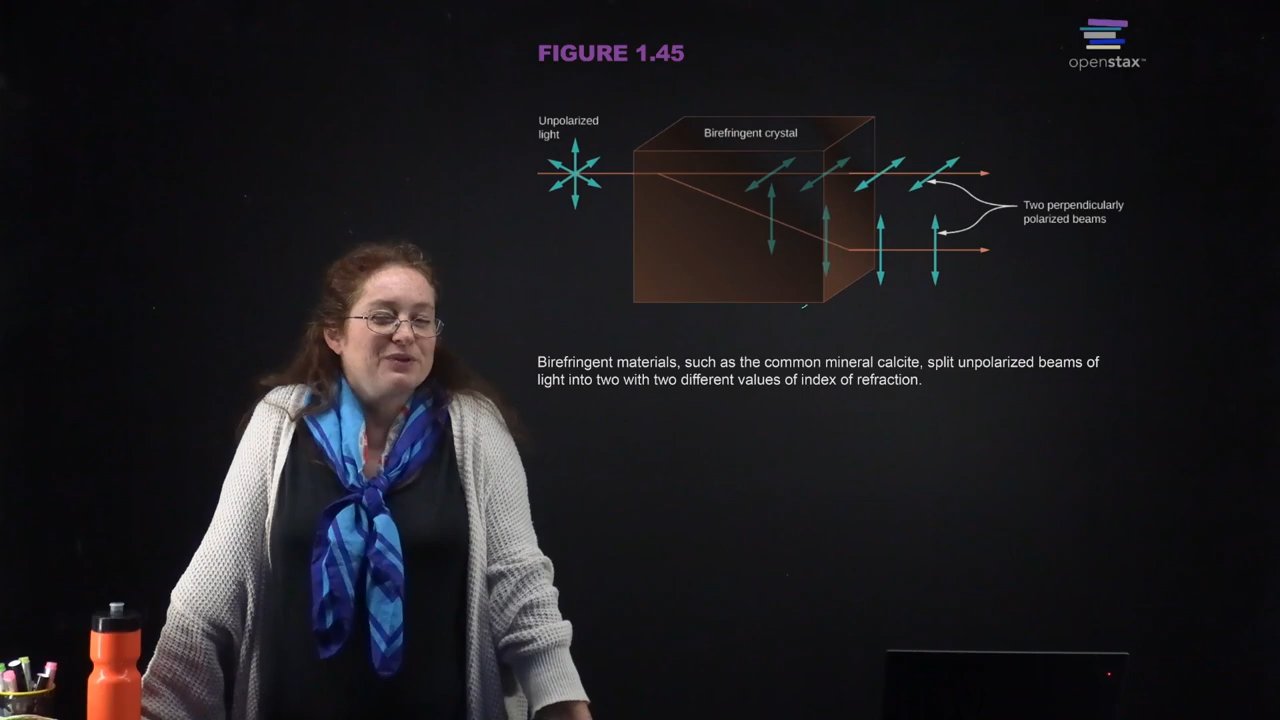 FIGURE 1.45
openstax™
Unpolarized
light
Birefringent crystal
Two perpendicularly
polarized beams
Birefringent materials, such as the common mineral calcite, split unpolarized beams of
light into two with two different values of index of refraction.